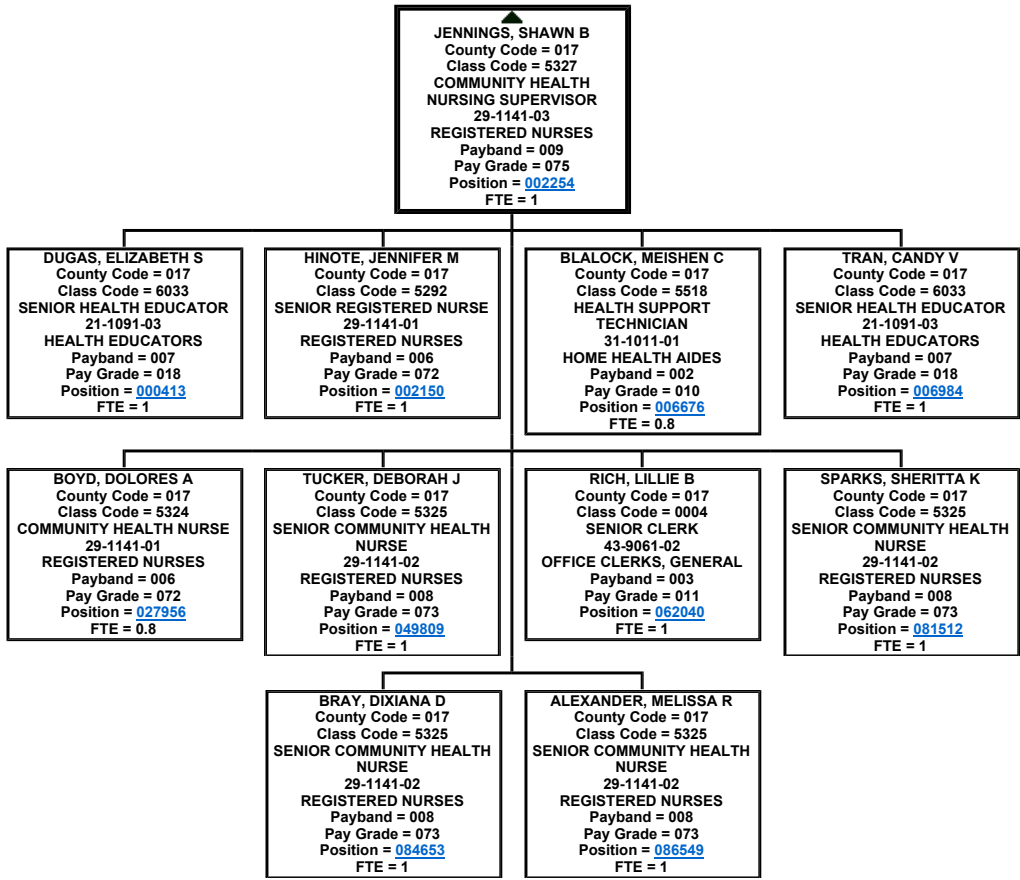 JENNINGS, SHAWN B
County Code = 017
Class Code = 5327
COMMUNITY HEALTH
NURSING SUPERVISOR
29-1141-03
REGISTERED NURSES
Payband = 009
Pay Grade = 075
Position = 002254
FTE = 1
DUGAS, ELIZABETH S
County Code = 017
Class Code = 6033
SENIOR HEALTH EDUCATOR
21-1091-03
HEALTH EDUCATORS
Payband = 007
Pay Grade = 018
Position = 000413
FTE = 1
HINOTE, JENNIFER M
County Code = 017
Class Code = 5292
SENIOR REGISTERED NURSE
29-1141-01
REGISTERED NURSES
Payband = 006
Pay Grade = 072
Position = 002150
FTE = 1
BLALOCK, MEISHEN C
County Code = 017
Class Code = 5518
HEALTH SUPPORT
TECHNICIAN
31-1011-01
HOME HEALTH AIDES
Payband = 002
Pay Grade = 010
Position = 006676
FTE = 0.8
TRAN, CANDY V
County Code = 017
Class Code = 6033
SENIOR HEALTH EDUCATOR
21-1091-03
HEALTH EDUCATORS
Payband = 007
Pay Grade = 018
Position = 006984
FTE = 1
BOYD, DOLORES A
County Code = 017
Class Code = 5324
COMMUNITY HEALTH NURSE
29-1141-01
REGISTERED NURSES
Payband = 006
Pay Grade = 072
Position = 027956
FTE = 0.8
TUCKER, DEBORAH J
County Code = 017
Class Code = 5325
SENIOR COMMUNITY HEALTH
NURSE
29-1141-02
REGISTERED NURSES
Payband = 008
Pay Grade = 073
Position = 049809
FTE = 1
RICH, LILLIE B
County Code = 017
Class Code = 0004
SENIOR CLERK
43-9061-02
OFFICE CLERKS, GENERAL
Payband = 003
Pay Grade = 011
Position = 062040
FTE = 1
SPARKS, SHERITTA K
County Code = 017
Class Code = 5325
SENIOR COMMUNITY HEALTH
NURSE
29-1141-02
REGISTERED NURSES
Payband = 008
Pay Grade = 073
Position = 081512
FTE = 1
BRAY, DIXIANA D
County Code = 017
Class Code = 5325
SENIOR COMMUNITY HEALTH
NURSE
29-1141-02
REGISTERED NURSES
Payband = 008
Pay Grade = 073
Position = 084653
FTE = 1
ALEXANDER, MELISSA R
County Code = 017
Class Code = 5325
SENIOR COMMUNITY HEALTH
NURSE
29-1141-02
REGISTERED NURSES
Payband = 008
Pay Grade = 073
Position = 086549
FTE = 1